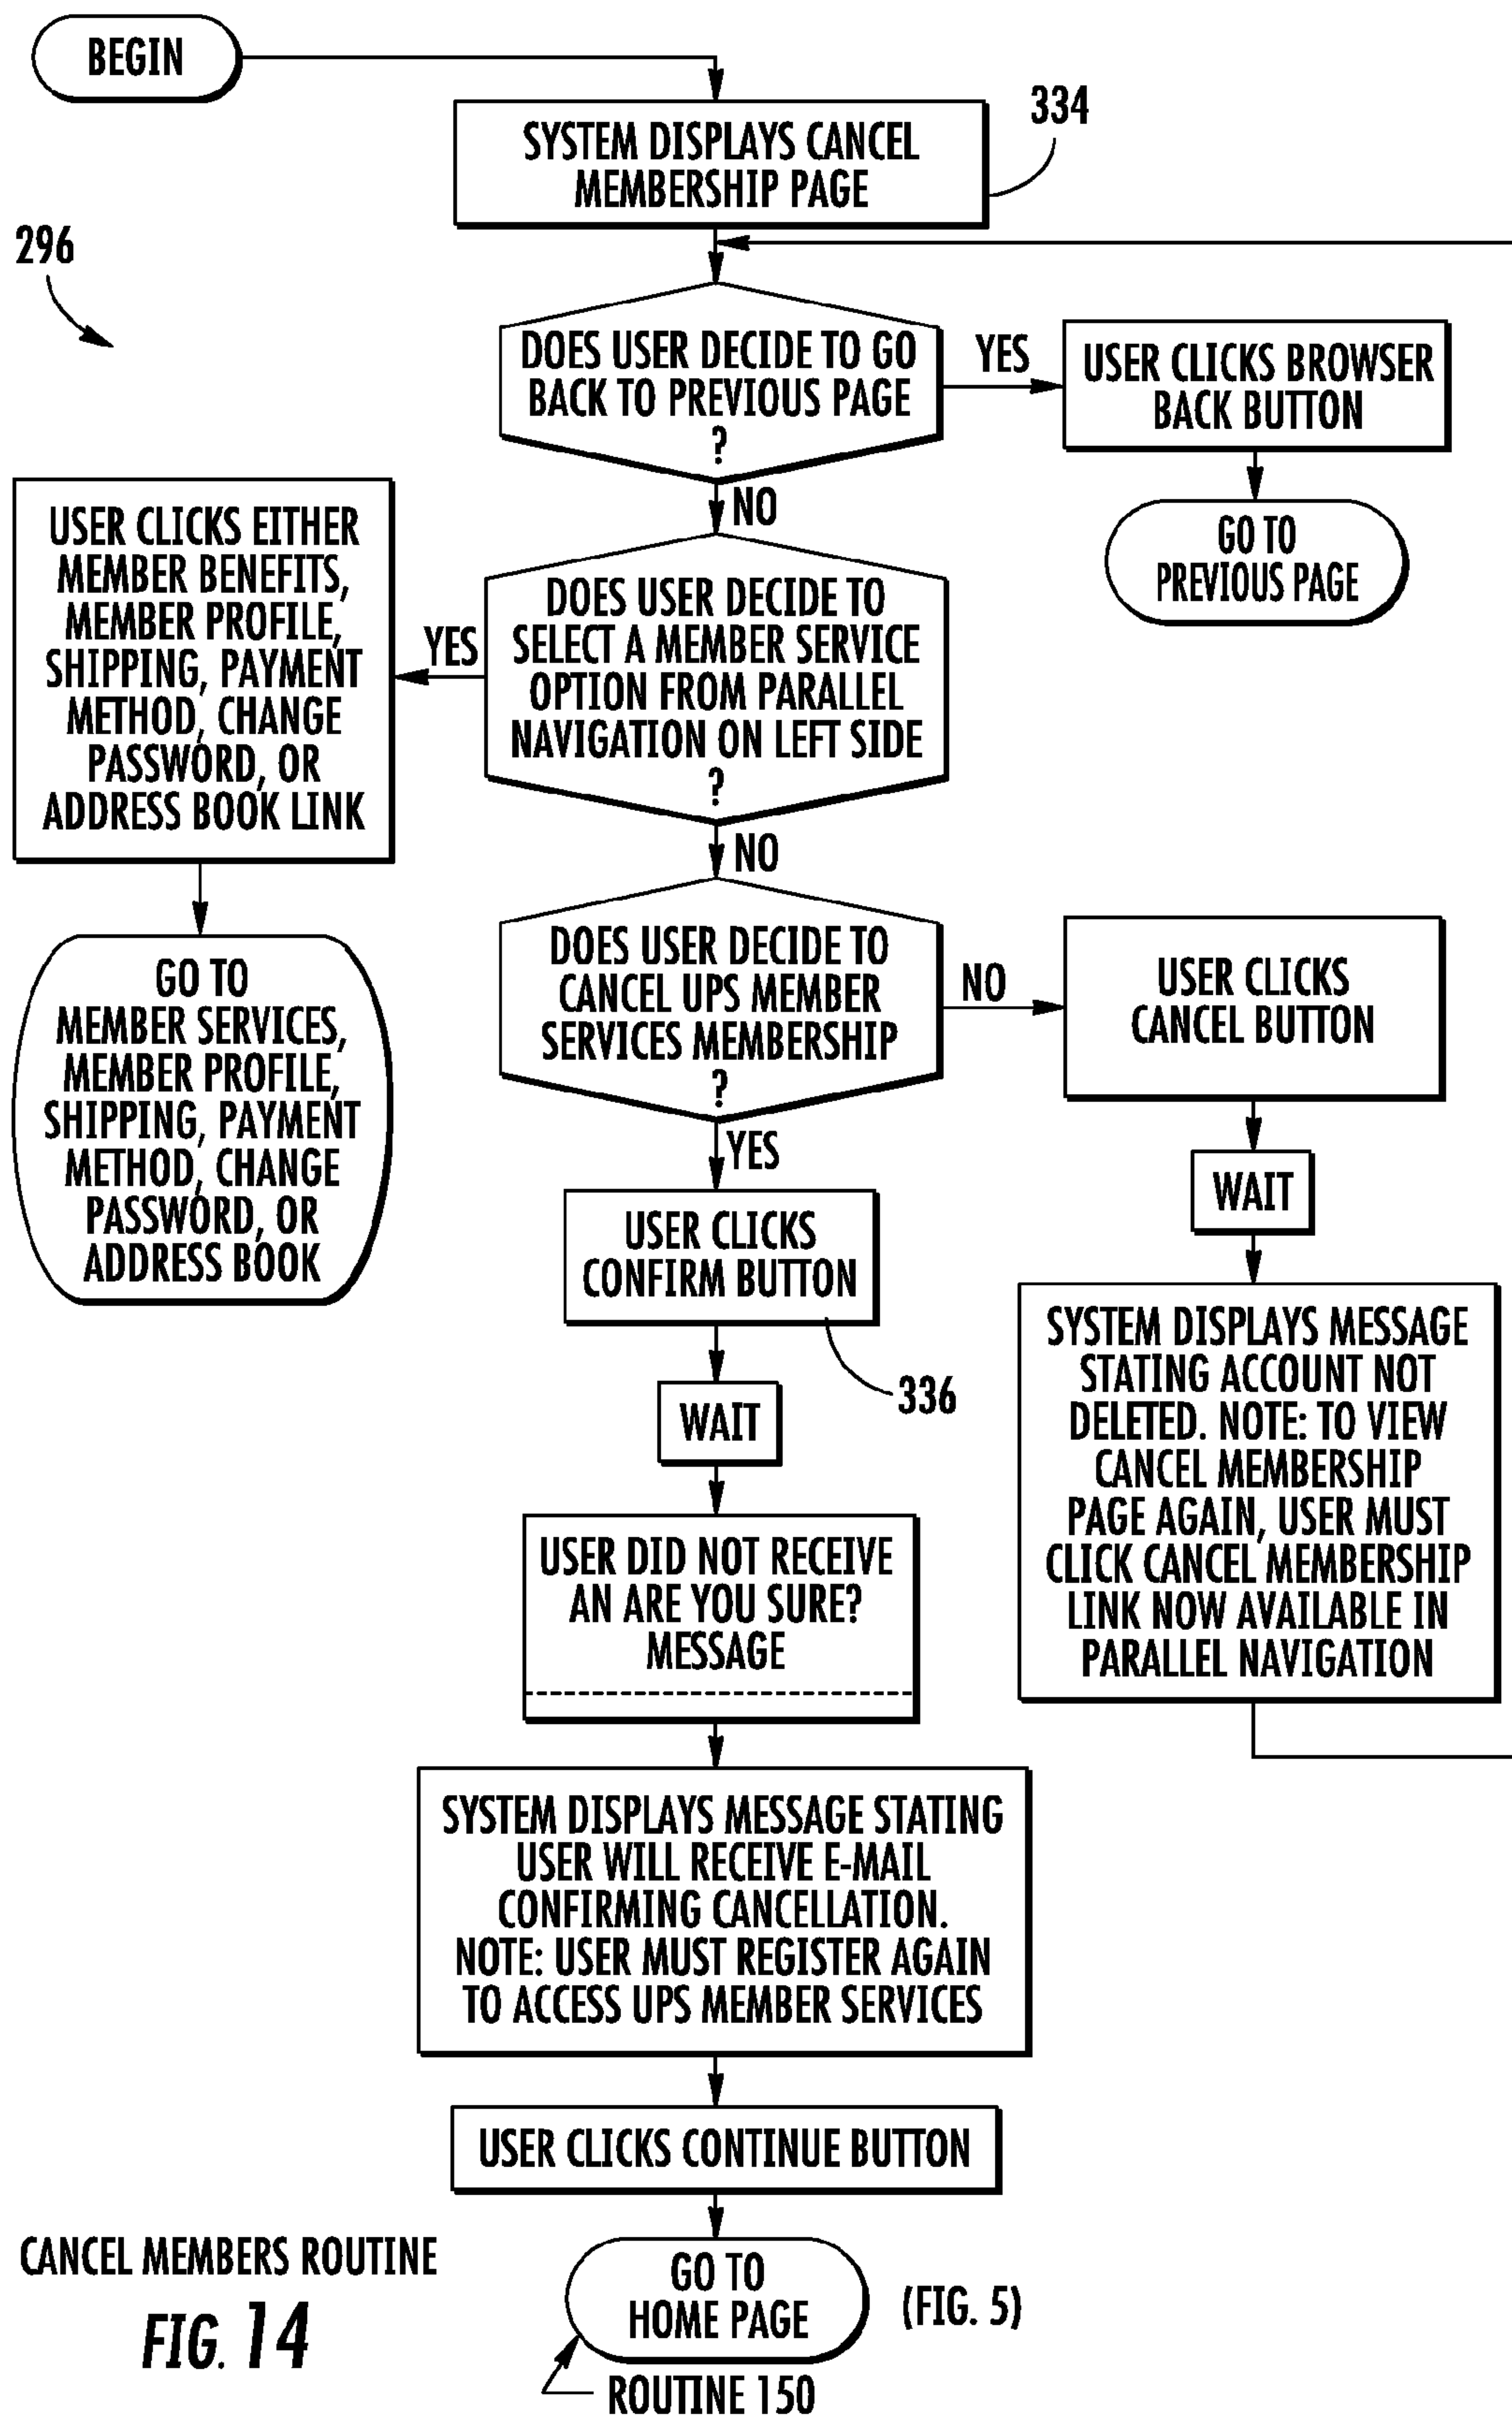 BEGIN
SYSTEM DISPLAYS CANCEL
MEMBERSHIP PAGE
334
296
DOES USER DECIDE TO GO
BACK TO PREVIOUS PAGE
?
YES
USER CLICKS BROWSER
BACK BUTTON
GO TO
PREVIOUS PAGE
NO
DOES USER DECIDE TO
SELECT A MEMBER SERVICE
OPTION FROM PARALLEL
NAVIGATION ON LEFT SIDE
?
YES
USER CLICKS EITHER
MEMBER BENEFITS,
MEMBER PROFILE,
SHIPPING, PAYMENT
METHOD, CHANGE
PASSWORD, OR
ADDRESS BOOK LINK
GO TO
MEMBER SERVICES,
MEMBER PROFILE,
SHIPPING, PAYMENT
METHOD, CHANGE
PASSWORD, OR
ADDRESS BOOK
NO
DOES USER DECIDE TO
CANCEL UPS MEMBER
SERVICES MEMBERSHIP
?
NO
USER CLICKS
CANCEL BUTTON
WAIT
SYSTEM DISPLAYS MESSAGE
STATING ACCOUNT NOT
DELETED. NOTE: TO VIEW
CANCEL MEMBERSHIP
PAGE AGAIN, USER MUST
CLICK CANCEL MEMBERSHIP
LINK NOW AVAILABLE IN
PARALLEL NAVIGATION
YES
USER CLICKS
CONFIRM BUTTON
336
WAIT
USER DID NOT RECEIVE
AN ARE YOU SURE?
MESSAGE
SYSTEM DISPLAYS MESSAGE STATING
USER WILL RECEIVE E-MAIL
CONFIRMING CANCELLATION.
NOTE: USER MUST REGISTER AGAIN
TO ACCESS UPS MEMBER SERVICES
USER CLICKS CONTINUE BUTTON
GO TO
HOME PAGE
(FIG. 5)
ROUTINE 150
CANCEL MEMBERS ROUTINE
FIG. 14